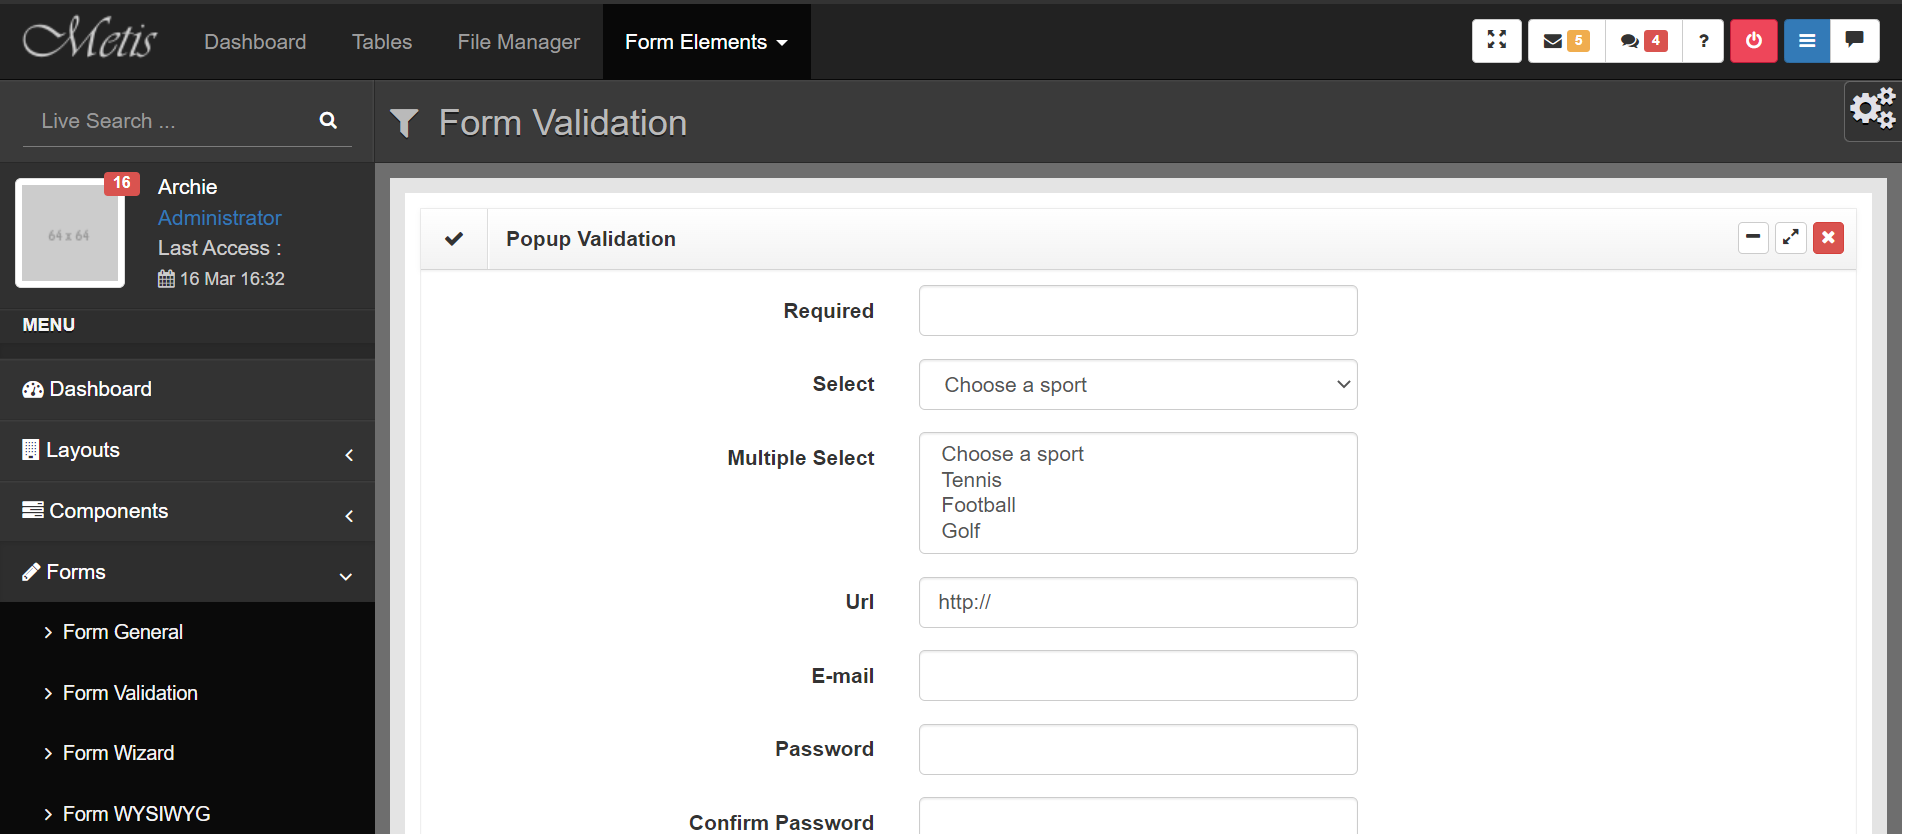 Metis
Dashboard
Tables
File Manager
Form Elements
5
4
?
Live Search ...
Form Validation
16
64 x 64
Archie
Administrator
Last Access :
16 Mar 16:32
MENU
Dashboard
Layouts
Components
Forms
Form General
Form Validation
Form Wizard
Form WYSIWYG
Popup Validation
Required
Select
Choose a sport
Multiple Select
Choose a sport
Tennis
Football
Golf
Url
http://
E-mail
Password
Confirm Password